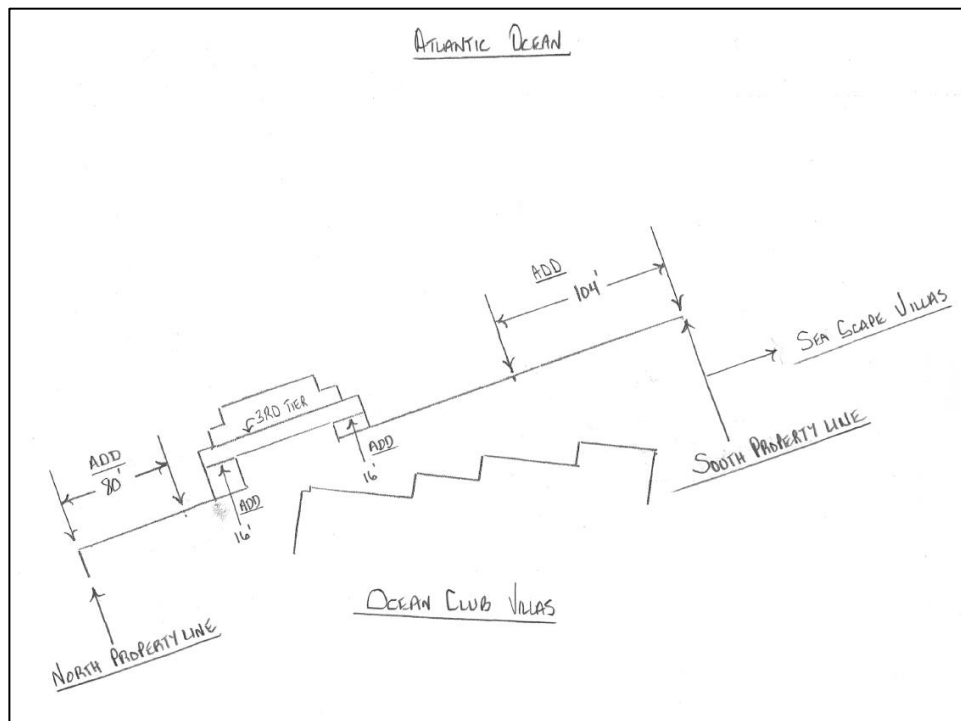 ATLANTIC OCEAN
ADD
104'
SEA SCAPE VILLAS
3RD TIER
ADD
80'
ADD
16'
ADD
16'
SOUTH PROPERTY LINE
OCEAN CLUB VILLAS
NORTH PROPERTY LINE